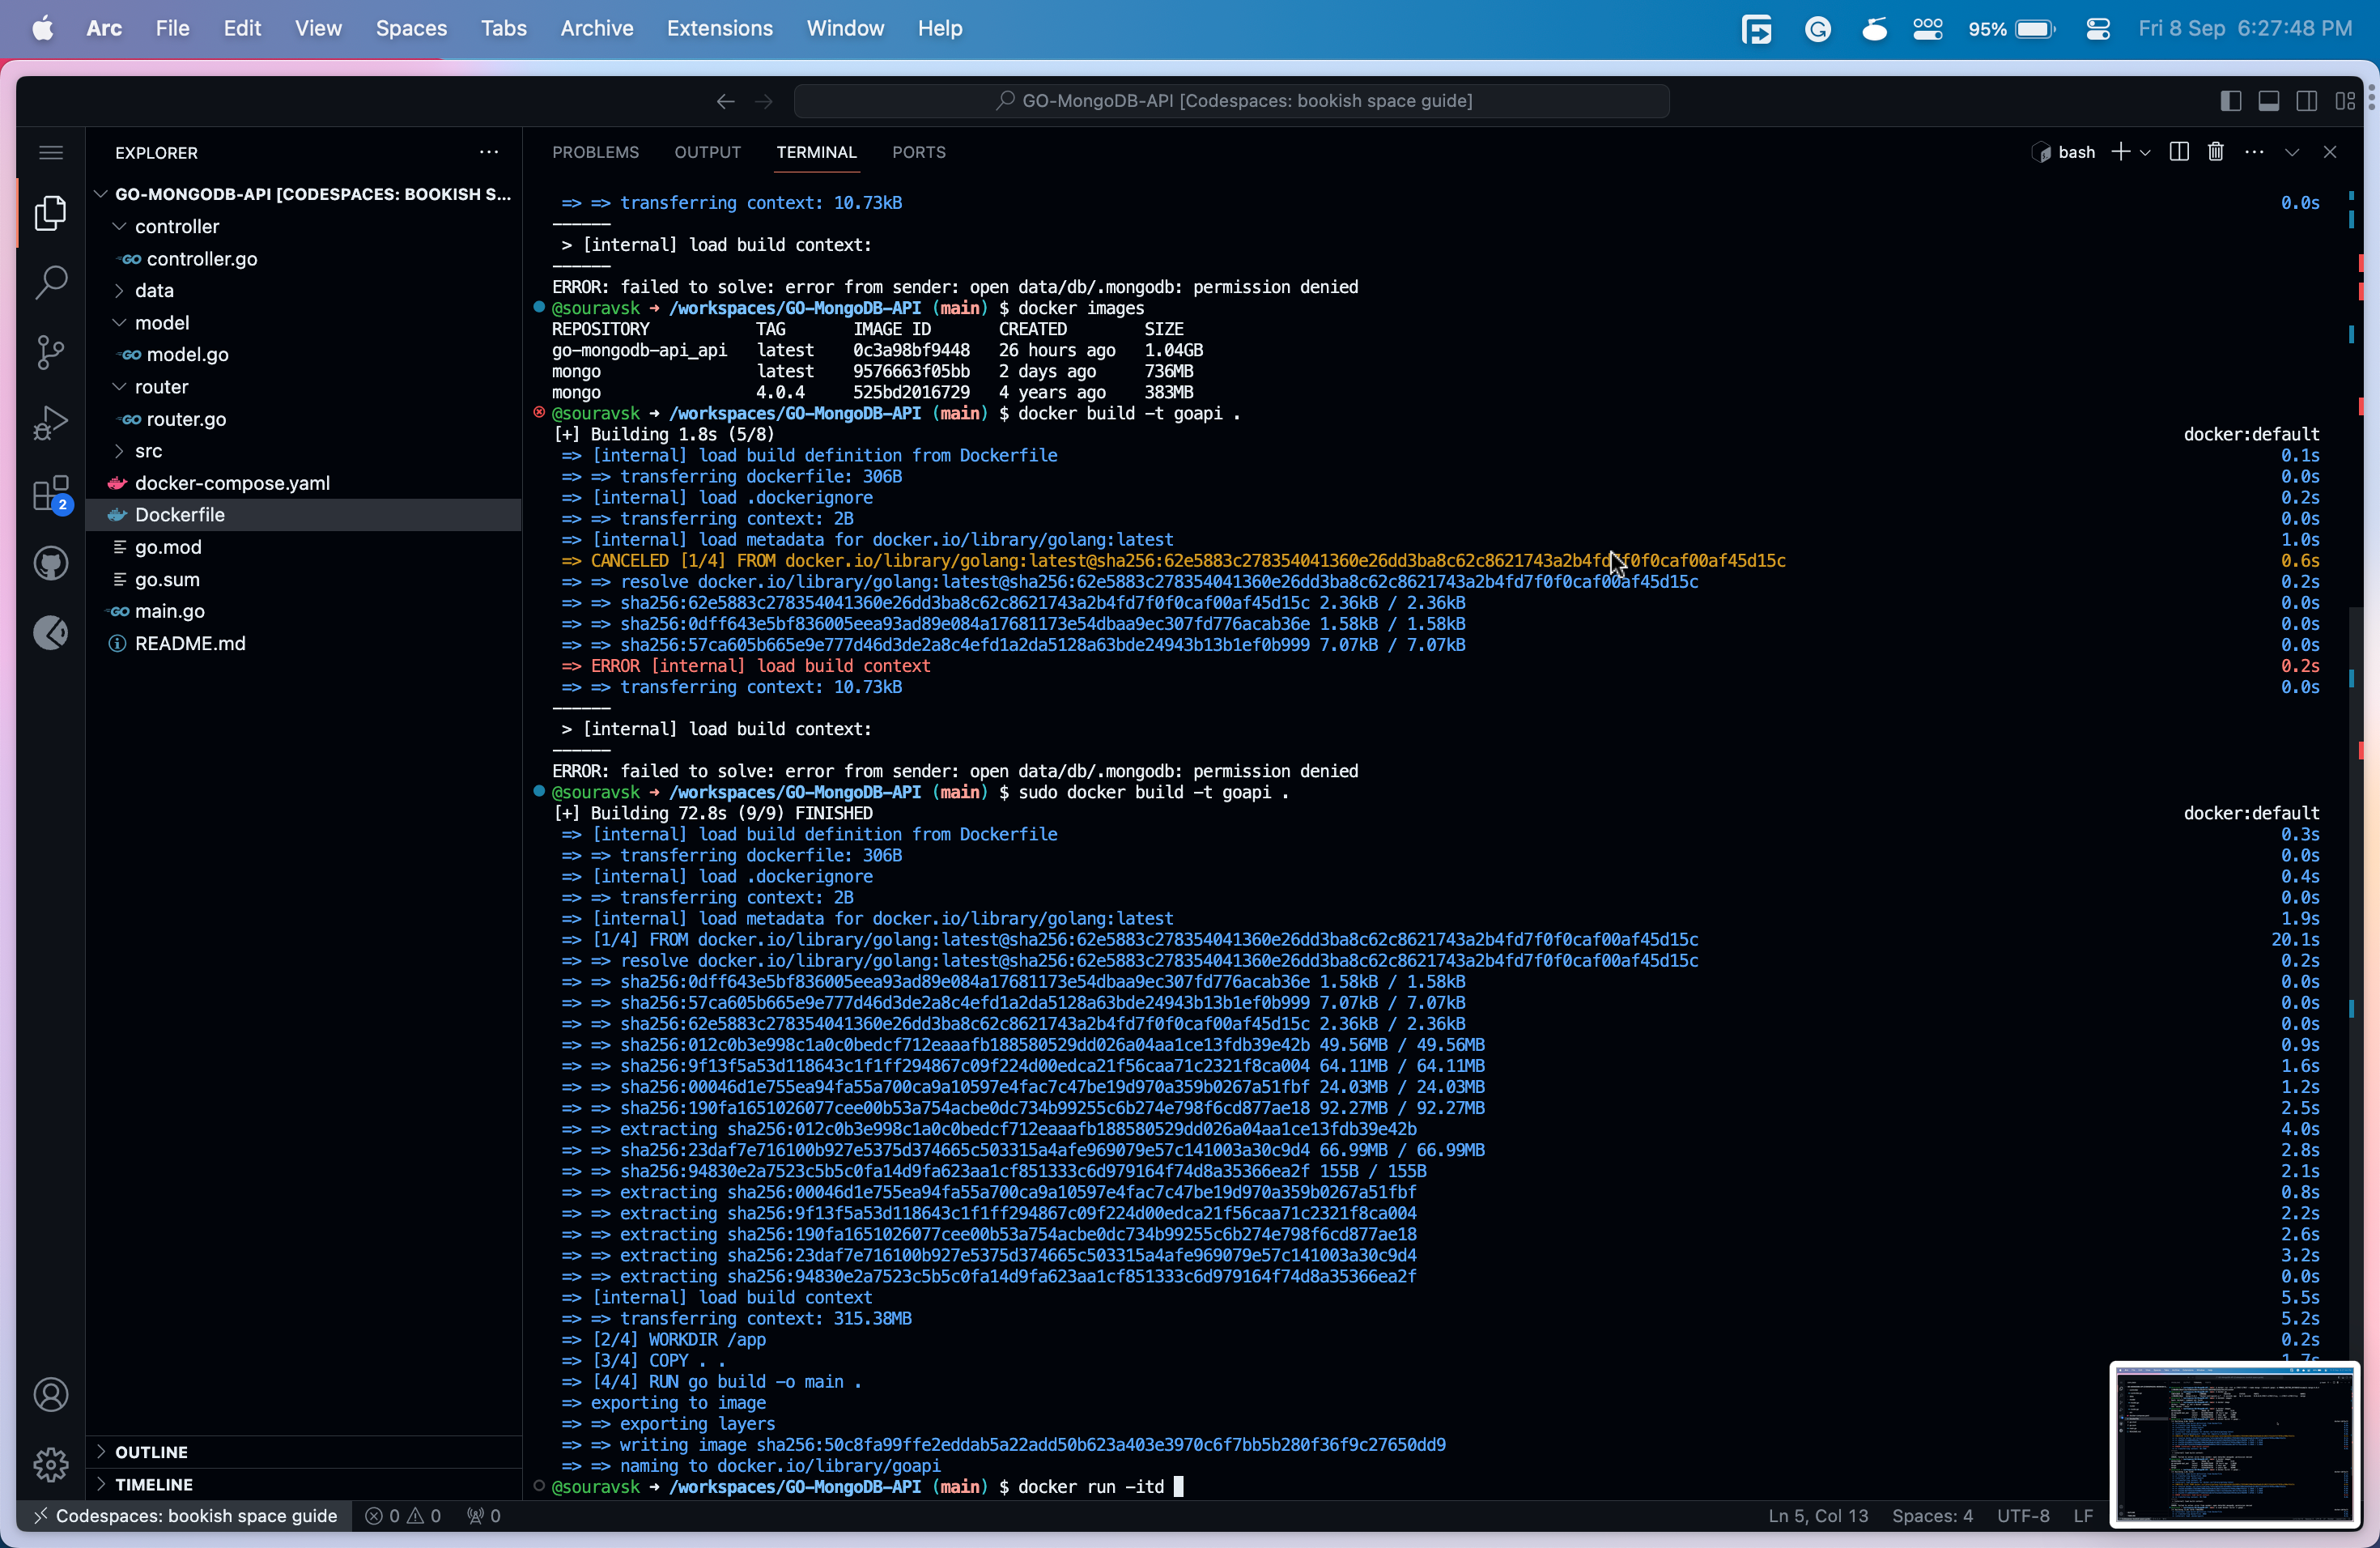 Arc File Edit View Spaces Tabs Archive Extensions Window Help 95% Fri 8 Sep 6:27:48 PM
GO-MongoDB-API [Codespaces: bookish space guide]
EXPLORER
GO-MONGODB-API [CODESPACES: BOOKISH S...
controller
GO controller.go
data
model
GO model.go
router
GO router.go
src
docker-compose.yaml
Dockerfile
go.mod
go.sum
GO main.go
README.md
2
OUTLINE
TIMELINE
PROBLEMS OUTPUT TERMINAL PORTS bash
=> => transferring context: 10.73kB 0.0s
------
> [internal] load build context:
------
ERROR: failed to solve: error from sender: open data/db/.mongodb: permission denied
@souravsk → /workspaces/GO-MongoDB-API (main) $ docker images
REPOSITORY TAG IMAGE ID CREATED SIZE
go-mongodb-api_api latest 0c3a98bf9448 26 hours ago 1.04GB
mongo latest 9576663f05bb 2 days ago 736MB
mongo 4.0.4 525bd2016729 4 years ago 383MB
@souravsk → /workspaces/GO-MongoDB-API (main) $ docker build -t goapi .
[+] Building 1.8s (5/8) docker:default
=> [internal] load build definition from Dockerfile 0.1s
=> => transferring dockerfile: 306B 0.0s
=> [internal] load .dockerignore 0.2s
=> => transferring context: 2B 0.0s
=> [internal] load metadata for docker.io/library/golang:latest 1.0s
=> CANCELED [1/4] FROM docker.io/library/golang:latest@sha256:62e5883c278354041360e26dd3ba8c62c8621743a2b4fd7f0f0caf00af45d15c 0.6s
=> => resolve docker.io/library/golang:latest@sha256:62e5883c278354041360e26dd3ba8c62c8621743a2b4fd7f0f0caf00af45d15c 0.2s
=> => sha256:62e5883c278354041360e26dd3ba8c62c8621743a2b4fd7f0f0caf00af45d15c 2.36kB / 2.36kB 0.0s
=> => sha256:0dff643e5bf836005eea93ad89e084a17681173e54dbaa9ec307fd776acab36e 1.58kB / 1.58kB 0.0s
=> => sha256:57ca605b665e9e777d46d3de2a8c4efd1a2da5128a63bde24943b13b1ef0b999 7.07kB / 7.07kB 0.0s
=> ERROR [internal] load build context 0.2s
=> => transferring context: 10.73kB 0.0s
------
> [internal] load build context:
------
ERROR: failed to solve: error from sender: open data/db/.mongodb: permission denied
@souravsk → /workspaces/GO-MongoDB-API (main) $ sudo docker build -t goapi .
[+] Building 72.8s (9/9) FINISHED docker:default
=> [internal] load build definition from Dockerfile 0.3s
=> => transferring dockerfile: 306B 0.0s
=> [internal] load .dockerignore 0.4s
=> => transferring context: 2B 0.0s
=> [internal] load metadata for docker.io/library/golang:latest 1.9s
=> [1/4] FROM docker.io/library/golang:latest@sha256:62e5883c278354041360e26dd3ba8c62c8621743a2b4fd7f0f0caf00af45d15c 20.1s
=> => resolve docker.io/library/golang:latest@sha256:62e5883c278354041360e26dd3ba8c62c8621743a2b4fd7f0f0caf00af45d15c 0.2s
=> => sha256:0dff643e5bf836005eea93ad89e084a17681173e54dbaa9ec307fd776acab36e 1.58kB / 1.58kB 0.0s
=> => sha256:57ca605b665e9e777d46d3de2a8c4efd1a2da5128a63bde24943b13b1ef0b999 7.07kB / 7.07kB 0.0s
=> => sha256:62e5883c278354041360e26dd3ba8c62c8621743a2b4fd7f0f0caf00af45d15c 2.36kB / 2.36kB 0.0s
=> => sha256:012c0b3e998c1a0c0bedcf712eaaafb188580529dd026a04aa1ce13fdb39e42b 49.56MB / 49.56MB 0.9s
=> => sha256:9f13f5a53d118643c1f1ff294867c09f224d00edca21f56caa71c2321f8ca004 64.11MB / 64.11MB 1.6s
=> => sha256:00046d1e755ea94fa55a700ca9a10597e4fac7c47be19d970a359b0267a51fbf 24.03MB / 24.03MB 1.2s
=> => sha256:190fa1651026077cee00b53a754acbe0dc734b99255c6b274e798f6cd877ae18 92.27MB / 92.27MB 2.5s
=> => extracting sha256:012c0b3e998c1a0c0bedcf712eaaafb188580529dd026a04aa1ce13fdb39e42b 4.0s
=> => sha256:23daf7e716100b927e5375d374665c503315a4afe969079e57c141003a30c9d4 66.99MB / 66.99MB 2.8s
=> => sha256:94830e2a7523c5b5c0fa14d9fa623aa1cf851333c6d979164f74d8a35366ea2f 155B / 155B 2.1s
=> => extracting sha256:00046d1e755ea94fa55a700ca9a10597e4fac7c47be19d970a359b0267a51fbf 0.8s
=> => extracting sha256:9f13f5a53d118643c1f1ff294867c09f224d00edca21f56caa71c2321f8ca004 2.2s
=> => extracting sha256:190fa1651026077cee00b53a754acbe0dc734b99255c6b274e798f6cd877ae18 2.6s
=> => extracting sha256:23daf7e716100b927e5375d374665c503315a4afe969079e57c141003a30c9d4 3.2s
=> => extracting sha256:94830e2a7523c5b5c0fa14d9fa623aa1cf851333c6d979164f74d8a35366ea2f 0.0s
=> [internal] load build context 5.5s
=> => transferring context: 315.38MB 5.2s
=> [2/4] WORKDIR /app 0.2s
=> [3/4] COPY . . 1.7s
=> [4/4] RUN go build -o main .
=> exporting to image
=> => exporting layers
=> => writing image sha256:50c8fa99ffe2eddab5a22add50b623a403e3970c6f7bb5b280f36f9c27650dd9
=> => naming to docker.io/library/goapi
@souravsk → /workspaces/GO-MongoDB-API (main) $ docker run -itd
Codespaces: bookish space guide 0 0 0 Ln 5, Col 13 Spaces: 4 UTF-8 LF